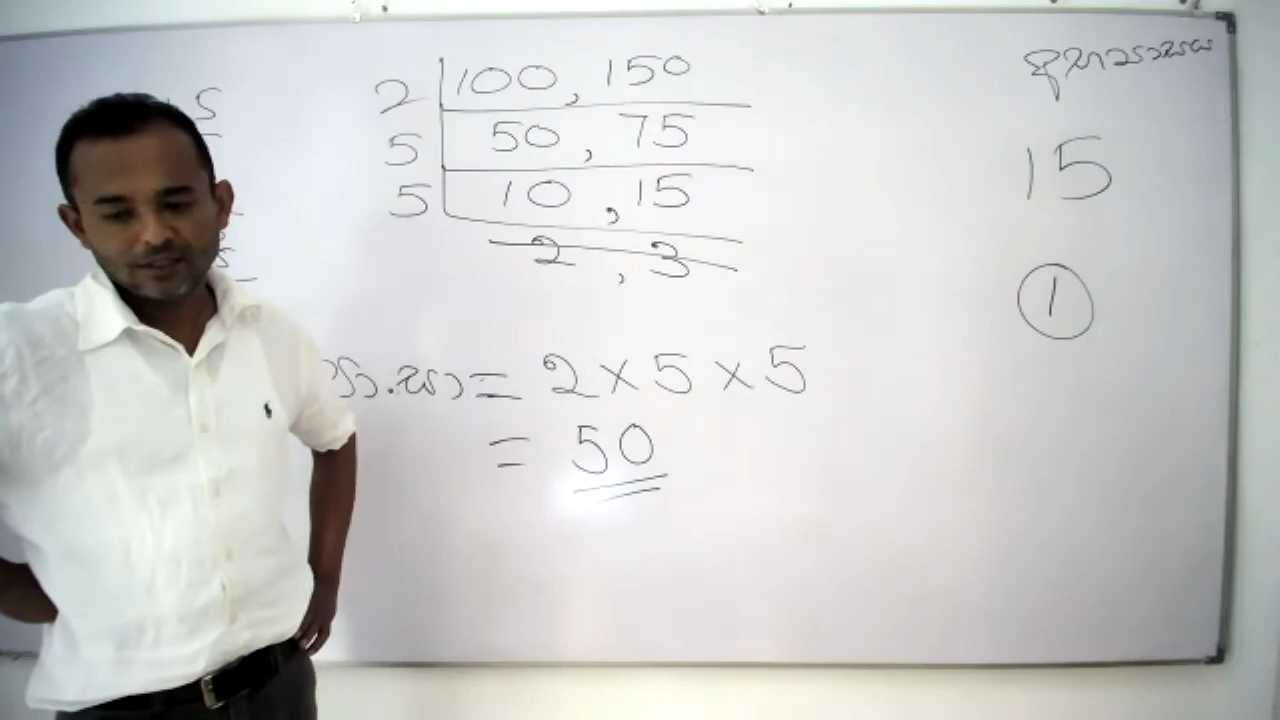 2 | 100, 150
5 | 50, 75
5 | 10, 15
2, 3
= 2 × 5 × 5
= 50
15
1